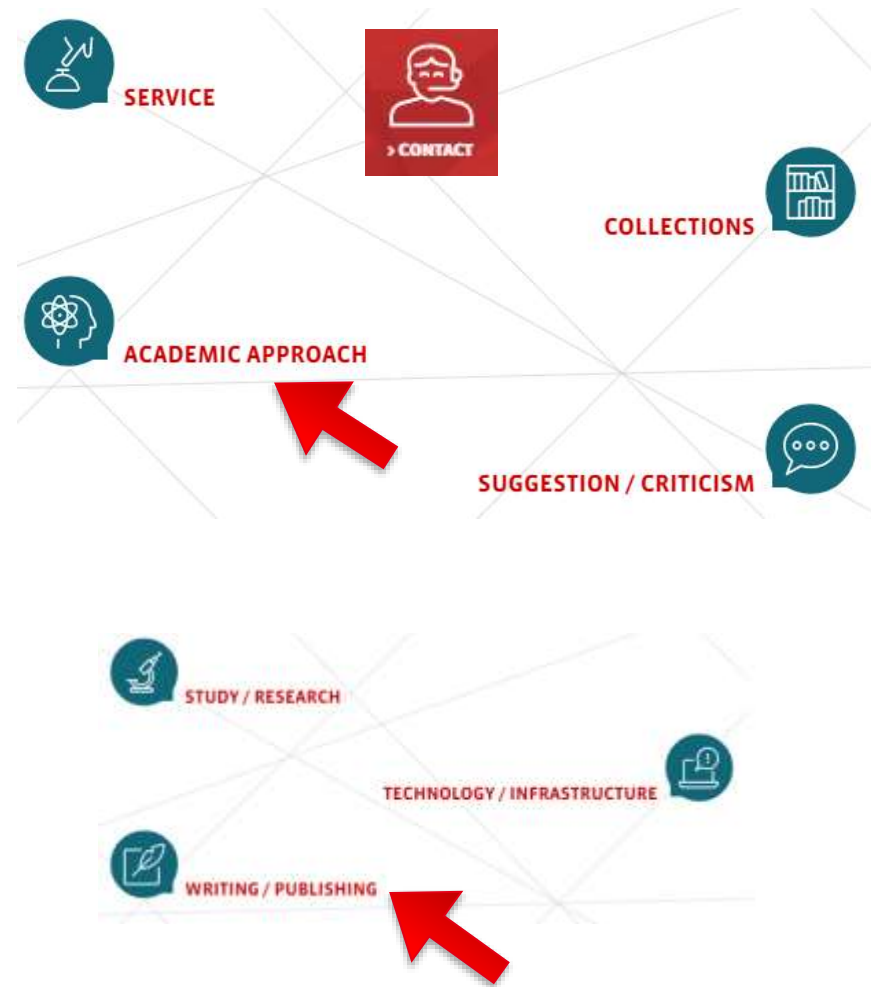 SERVICE
> CONTACT
COLLECTIONS
ACADEMIC APPROACH
SUGGESTION / CRITICISM
STUDY / RESEARCH
TECHNOLOGY / INFRASTRUCTURE
WRITING / PUBLISHING